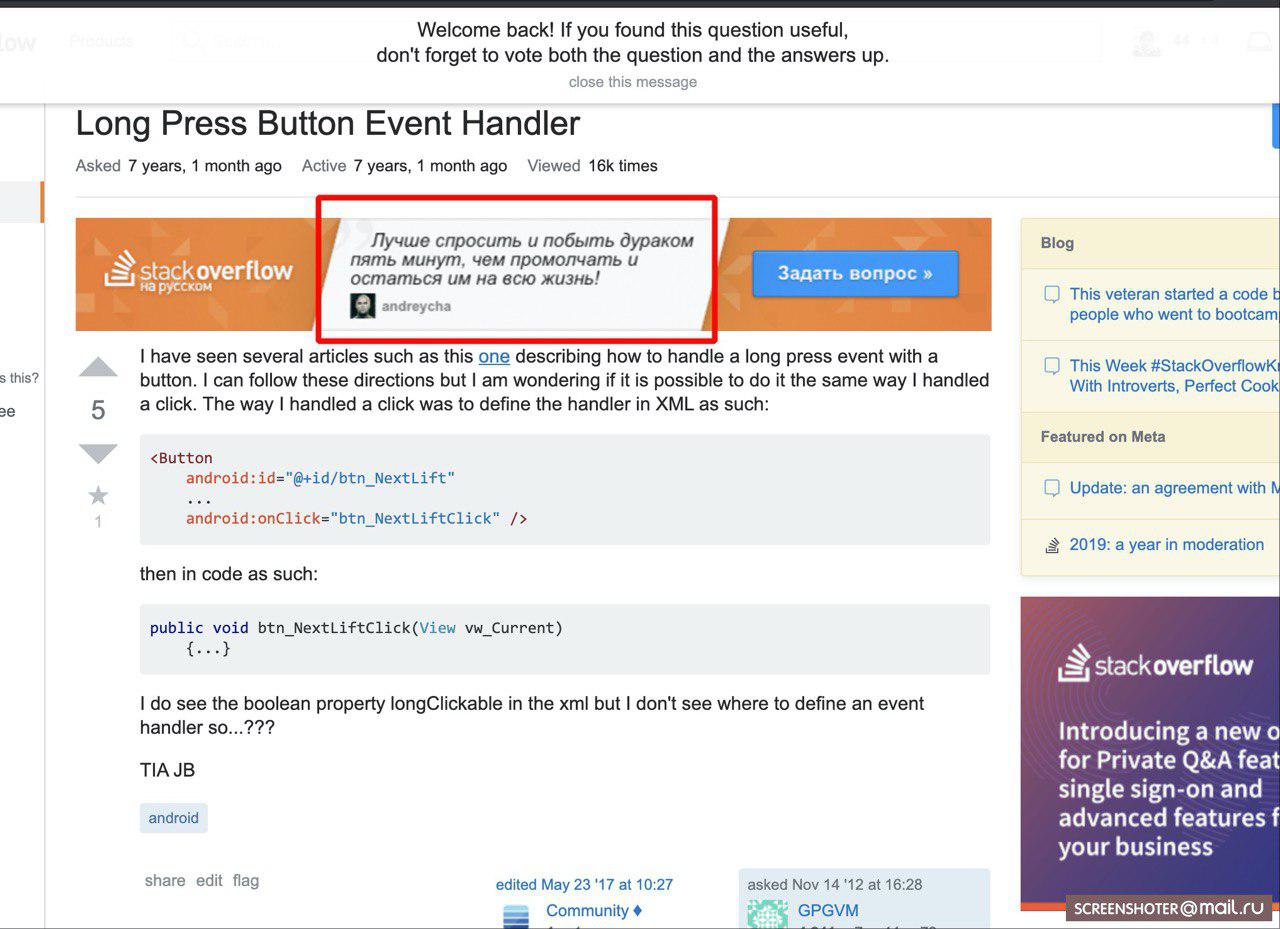 Products
Welcome back! If you found this question useful,
don't forget to vote both the question and the answers up.
close this message
Long Press Button Event Handler
Asked 7 years, 1 month ago Active 7 years, 1 month ago Viewed 16k times
stackoverflow
на русском
Лучше спросить и побыть дураком
пять минут, чем промолчать и
остаться им на всю жизнь!
andreycha
Задать вопрос »
I have seen several articles such as this one describing how to handle a long press event with a
button. I can follow these directions but I am wondering if it is possible to do it the same way I handled
a click. The way I handled a click was to define the handler in XML as such:
5
1
<Button
android:id="@+id/btn_NextLift"
...
android:onClick="btn_NextLiftClick" />
then in code as such:
public void btn_NextLiftClick(View vw_Current)
{...}
I do see the boolean property longClickable in the xml but I don't see where to define an event
handler so...???
TIA JB
android
share edit flag
edited May 23 '17 at 10:27
Community ♦
asked Nov 14 '12 at 16:28
GPGVM
s this?
Blog
This veteran started a code
people who went to bootcam
This Week
With Introverts, Perfect Cook
Featured on Meta
Update: an agreement with
2019: a year in moderation
stackoverflow
Introducing a new
for Private Q&A feat
single sign-on and
advanced features
your business
SCREENSHOTER@mail.ru